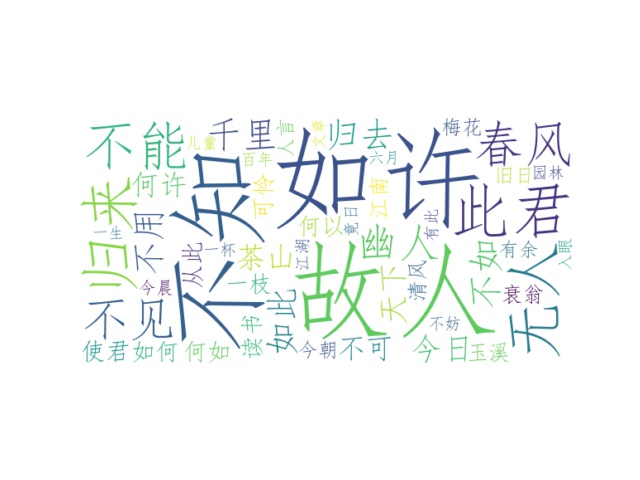 不能
千里
儿童
人言
文章
归去
梅花
春风
百年
六月
旧日
园林
归来
何许
不知
可怜
如许
江南
此君
不用
一生
何以
竟日
幽人
有此
从此
一杯
茶山
江湖
天下
清风
不如
有余
无人
入眼
今晨
一枝
故人
衰翁
不见
读书
如此
不妨
使君
如何
何如
今朝
不可
今日
玉溪